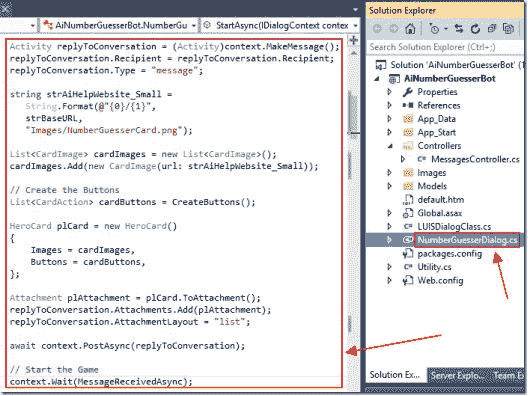 AiNumberGuesserBot.NumberGu
StartAsync(IDialogContext contex
Activity replyToConversation = (Activity)context.MakeMessage();
replyToConversation.Recipient = replyToConversation.Recipient;
replyToConversation.Type = "message";
string strAiHelpWebsite_Small =
String.Format(@"{0}/{1}",
strBaseURL,
"Images/NumberGuesserCard.png");
List<CardImage> cardImages = new List<CardImage>();
cardImages.Add(new CardImage(url: strAiHelpWebsite_Small));
// Create the Buttons
List<CardAction> cardButtons = CreateButtons();
HeroCard plCard = new HeroCard()
{
Images = cardImages,
Buttons = cardButtons,
};
Attachment plAttachment = plCard.ToAttachment();
replyToConversation.Attachments.Add(plAttachment);
replyToConversation.AttachmentLayout = "list";
await context.PostAsync(replyToConversation);
// Start the Game
context.Wait(MessageReceivedAsync);
Solution Explorer
Search Solution Explorer (Ctrl+;)
Solution 'AiNumberGuesserBot' (1
AiNumberGuesserBot
Properties
References
App_Data
App_Start
Controllers
MessagesController.cs
Images
Models
default.htm
Global.asax
LUISDialogClass.cs
NumberGuesserDialog.cs
packages.config
Utility.cs
Web.config
Solution Ex...
Server Explo...
Team E